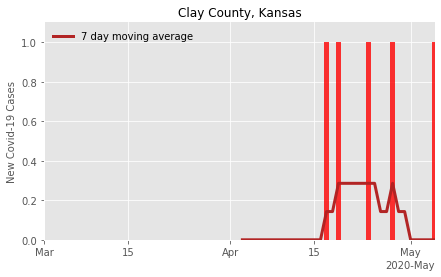 Clay County, Kansas
7 day moving average
New Covid-19 Cases
1.0
0.8
0.6
0.4
0.2
0.0
Mar 15 Apr 15 May
2020-May